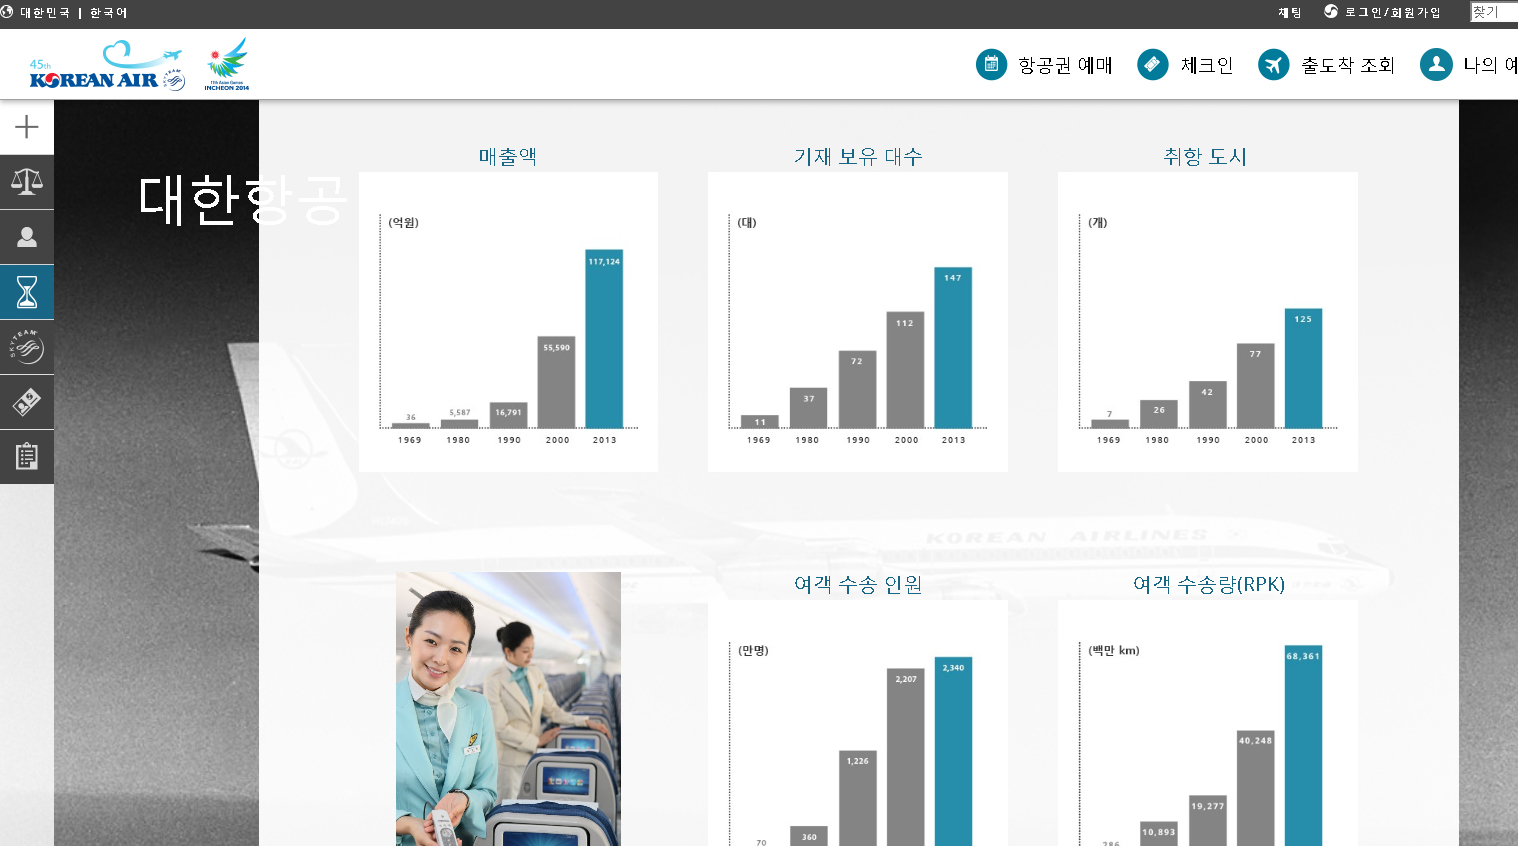 대한민국 | 한국어
채팅
로그인/회원가입
찾기
45th
KOREAN AIR
SKYTEAM
17th Asian Games
INCHEON 2014
항공권 예매
체크인
출도착 조회
나의 예
대한항공
SKYTEAM
매출액
(억원)
36
5,587
16,791
55,590
117,124
1969 1980 1990 2000 2013
기재 보유 대수
(대)
11
37
72
112
147
1969 1980 1990 2000 2013
취항 도시
(개)
7
26
42
77
125
1969 1980 1990 2000 2013
KOREAN AIRLINES
여객 수송 인원
(만명)
70
360
1,226
2,207
2,340
여객 수송량(RPK)
(백만 km)
286
10,893
19,277
40,248
68,361